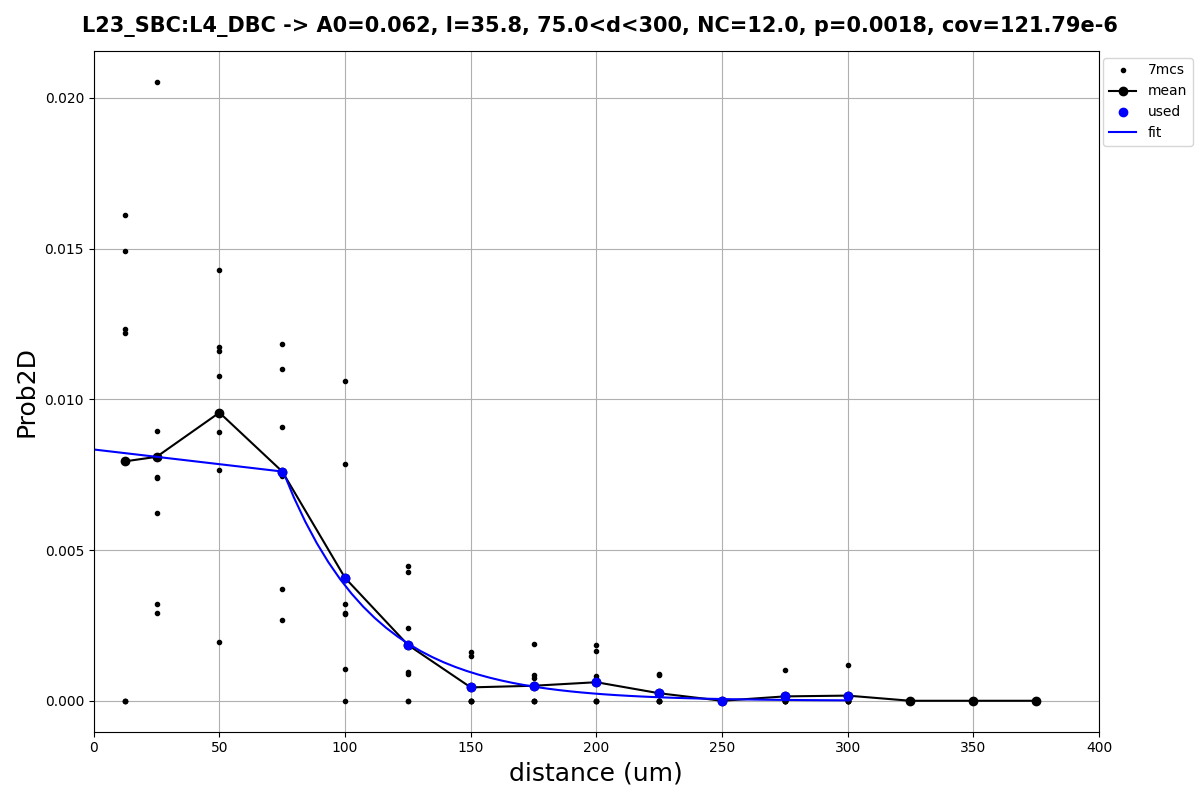 L23_SBC:L4_DBC -> A0=0.062, l=35.8, 75.0<d<300, NC=12.0, p=0.0018, cov=121.79e-6
7mcs
mean
used
fit
Prob2D
0.020
0.015
0.010
0.005
0.000
0 50 100 150 200 250 300 350 400
distance (um)